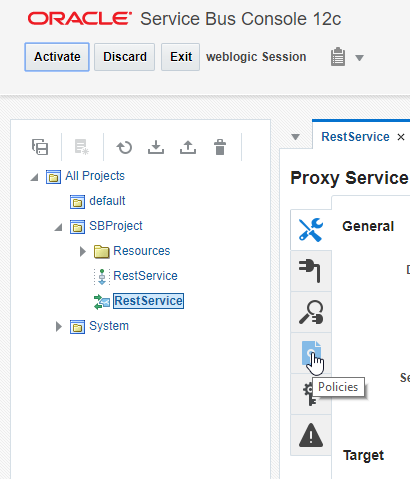 ORACLE Service Bus Console 12c
Activate Discard Exit weblogic Session
All Projects
default
SBProject
Resources
RestService
RestService
System
RestService ×
Proxy Service
General
D
Se
Policies
Target